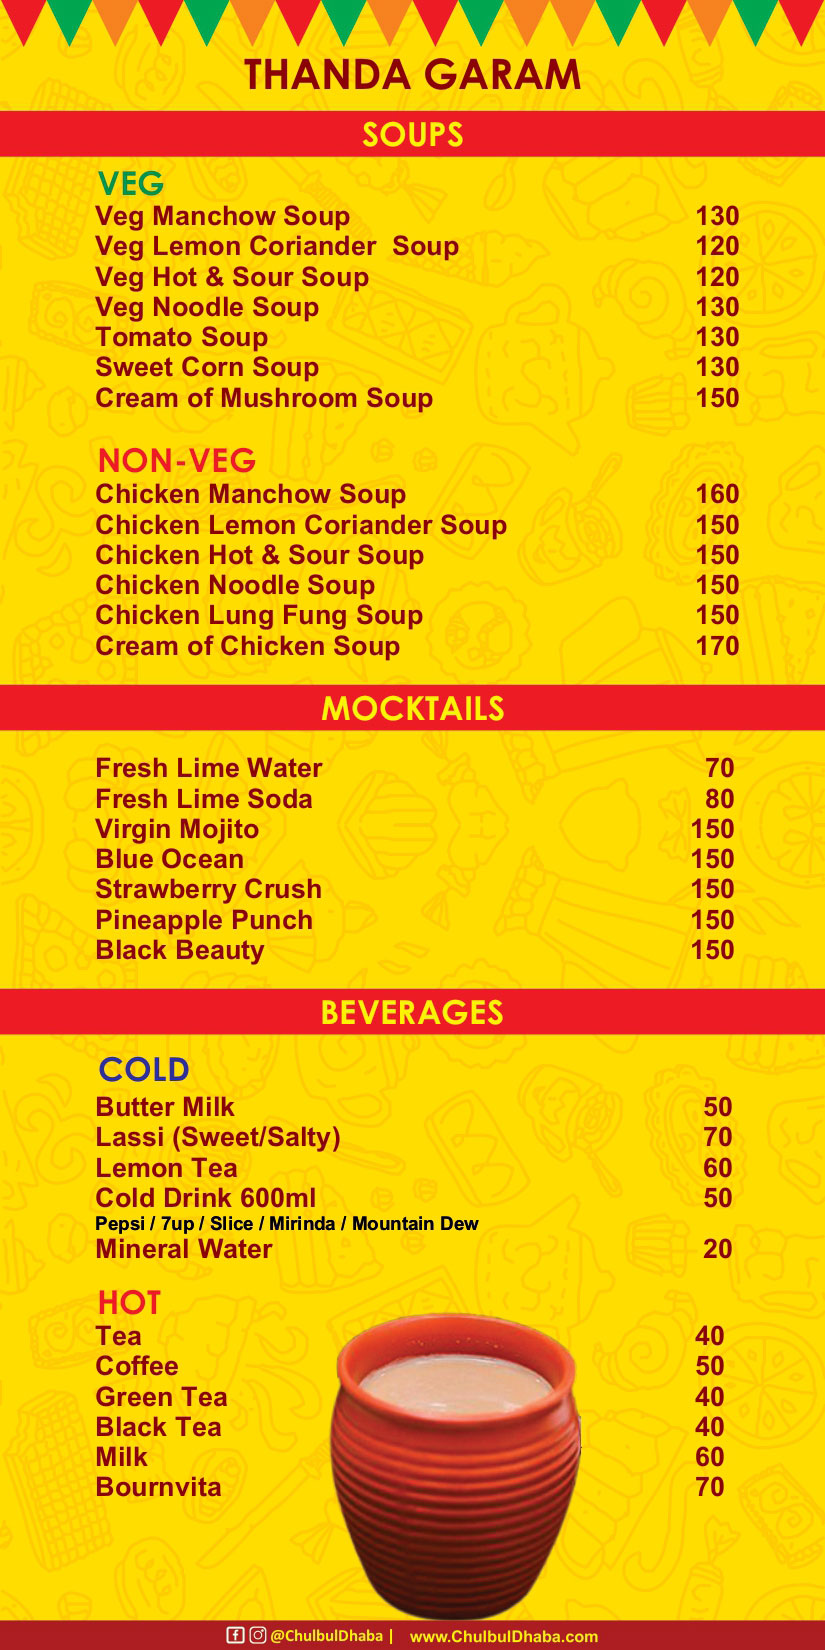 THANDA GARAM
SOUPS
VEG
Veg Manchow Soup 130
Veg Lemon Coriander Soup 120
Veg Hot & Sour Soup 120
Veg Noodle Soup 130
Tomato Soup 130
Sweet Corn Soup 130
Cream of Mushroom Soup 150
NON-VEG
Chicken Manchow Soup 160
Chicken Lemon Coriander Soup 150
Chicken Hot & Sour Soup 150
Chicken Noodle Soup 150
Chicken Lung Fung Soup 150
Cream of Chicken Soup 170
MOCKTAILS
Fresh Lime Water 70
Fresh Lime Soda 80
Virgin Mojito 150
Blue Ocean 150
Strawberry Crush 150
Pineapple Punch 150
Black Beauty 150
BEVERAGES
COLD
Butter Milk 50
Lassi (Sweet/Salty) 70
Lemon Tea 60
Cold Drink 600ml 50
Pepsi / 7up / Slice / Mirinda / Mountain Dew
Mineral Water 20
HOT
Tea 40
Coffee 50
Green Tea 40
Black Tea 40
Milk 60
Bournvita 70
@ChulbulDhaba | www.ChulbulDhaba.com